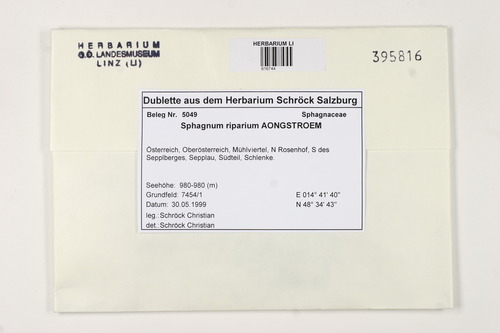 HERBARIUM
O.Ö. LANDESMUSEUM
LINZ (LI)
HERBARIUM LI
395816
Dublette aus dem Herbarium Schröck Salzburg
Beleg Nr. 5049 Sphagnaceae
Sphagnum riparium AONGSTROEM
Österreich, Oberösterreich, Mühlviertel, N Rosenhof, S des
Sepplberges, Sepplau, Südteil, Schlenke.
Seehöhe: 980-980 (m)
Grundfeld: 7454/1 E 014° 41' 40"
Datum: 30.05.1999 N 48° 34' 43"
leg.:Schröck Christian
det.:Schröck Christian